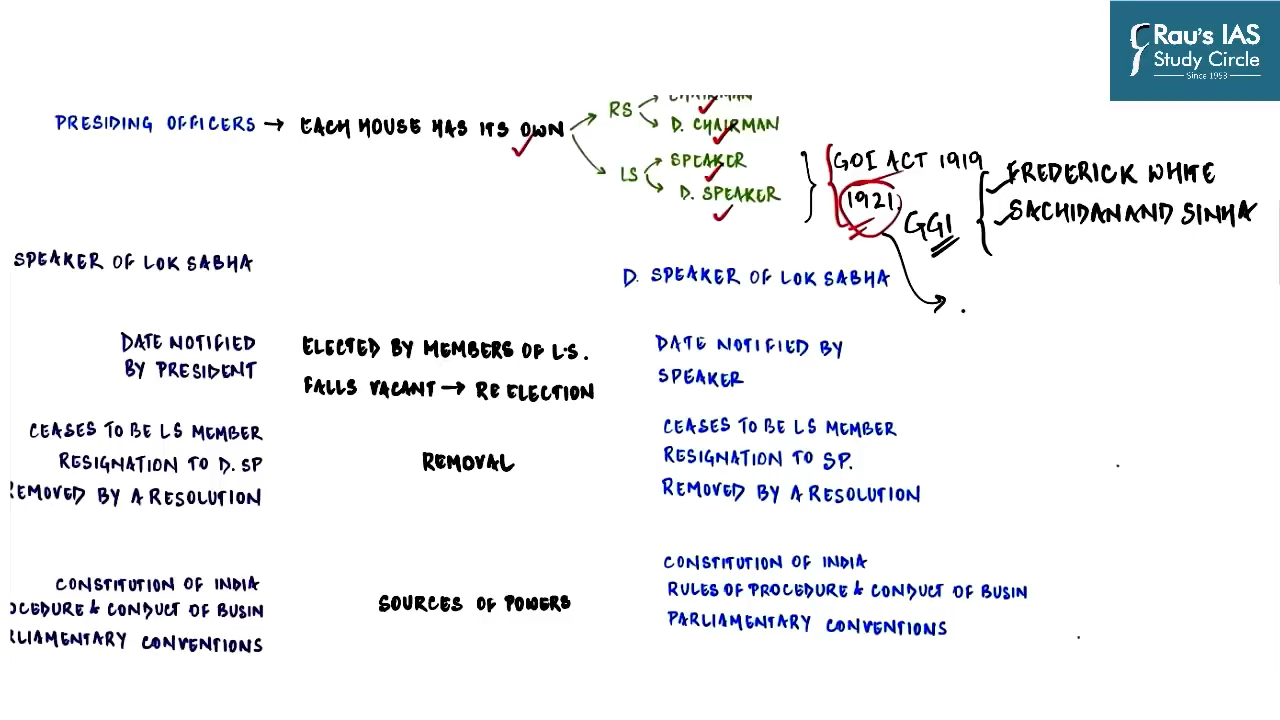 Rau's IAS
Study Circle
Since 1953
PRESIDING OFFICERS → EACH HOUSE HAS ITS OWN
RS
CHAIRMAN
D. CHAIRMAN
LS
SPEAKER
D. SPEAKER
GOI ACT 1919
1921.
GGI
FREDERICK WHITE
SACHIDANAND SINHA
SPEAKER OF LOK SABHA
D. SPEAKER OF LOK SABHA
DATE NOTIFIED
BY PRESIDENT
ELECTED BY MEMBERS OF L.S.
FALLS VACANT → RE ELECTION
DATE NOTIFIED BY
SPEAKER
CEASES TO BE LS MEMBER
RESIGNATION TO D. SP
REMOVED BY A RESOLUTION
REMOVAL
CEASES TO BE LS MEMBER
RESIGNATION TO SP.
REMOVED BY A RESOLUTION
CONSTITUTION OF INDIA
OCEDURE & CONDUCT OF BUSIN
RLIAMENTARY CONVENTIONS
SOURCES OF POWERS
CONSTITUTION OF INDIA
RULES OF PROCEDURE & CONDUCT OF BUSIN
PARLIAMENTARY CONVENTIONS